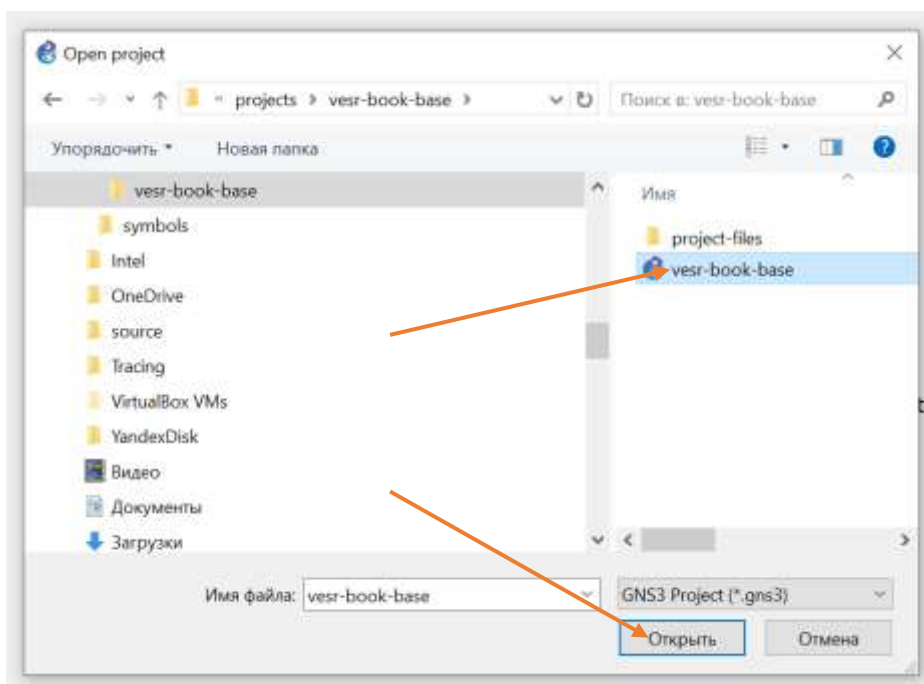 Open project
projects vesr-book-base
Поиск в: vesr-book-base
Упорядочить
Новая папка
vesr-book-base
symbols
Intel
OneDrive
source
Tracing
VirtualBox VMs
YandexDisk
Видео
Документы
Загрузки
Имя
project-files
vesr-book-base
Имя файла: vesr-book-base
GNS3 Project (*.gns3)
Открыть
Отмена